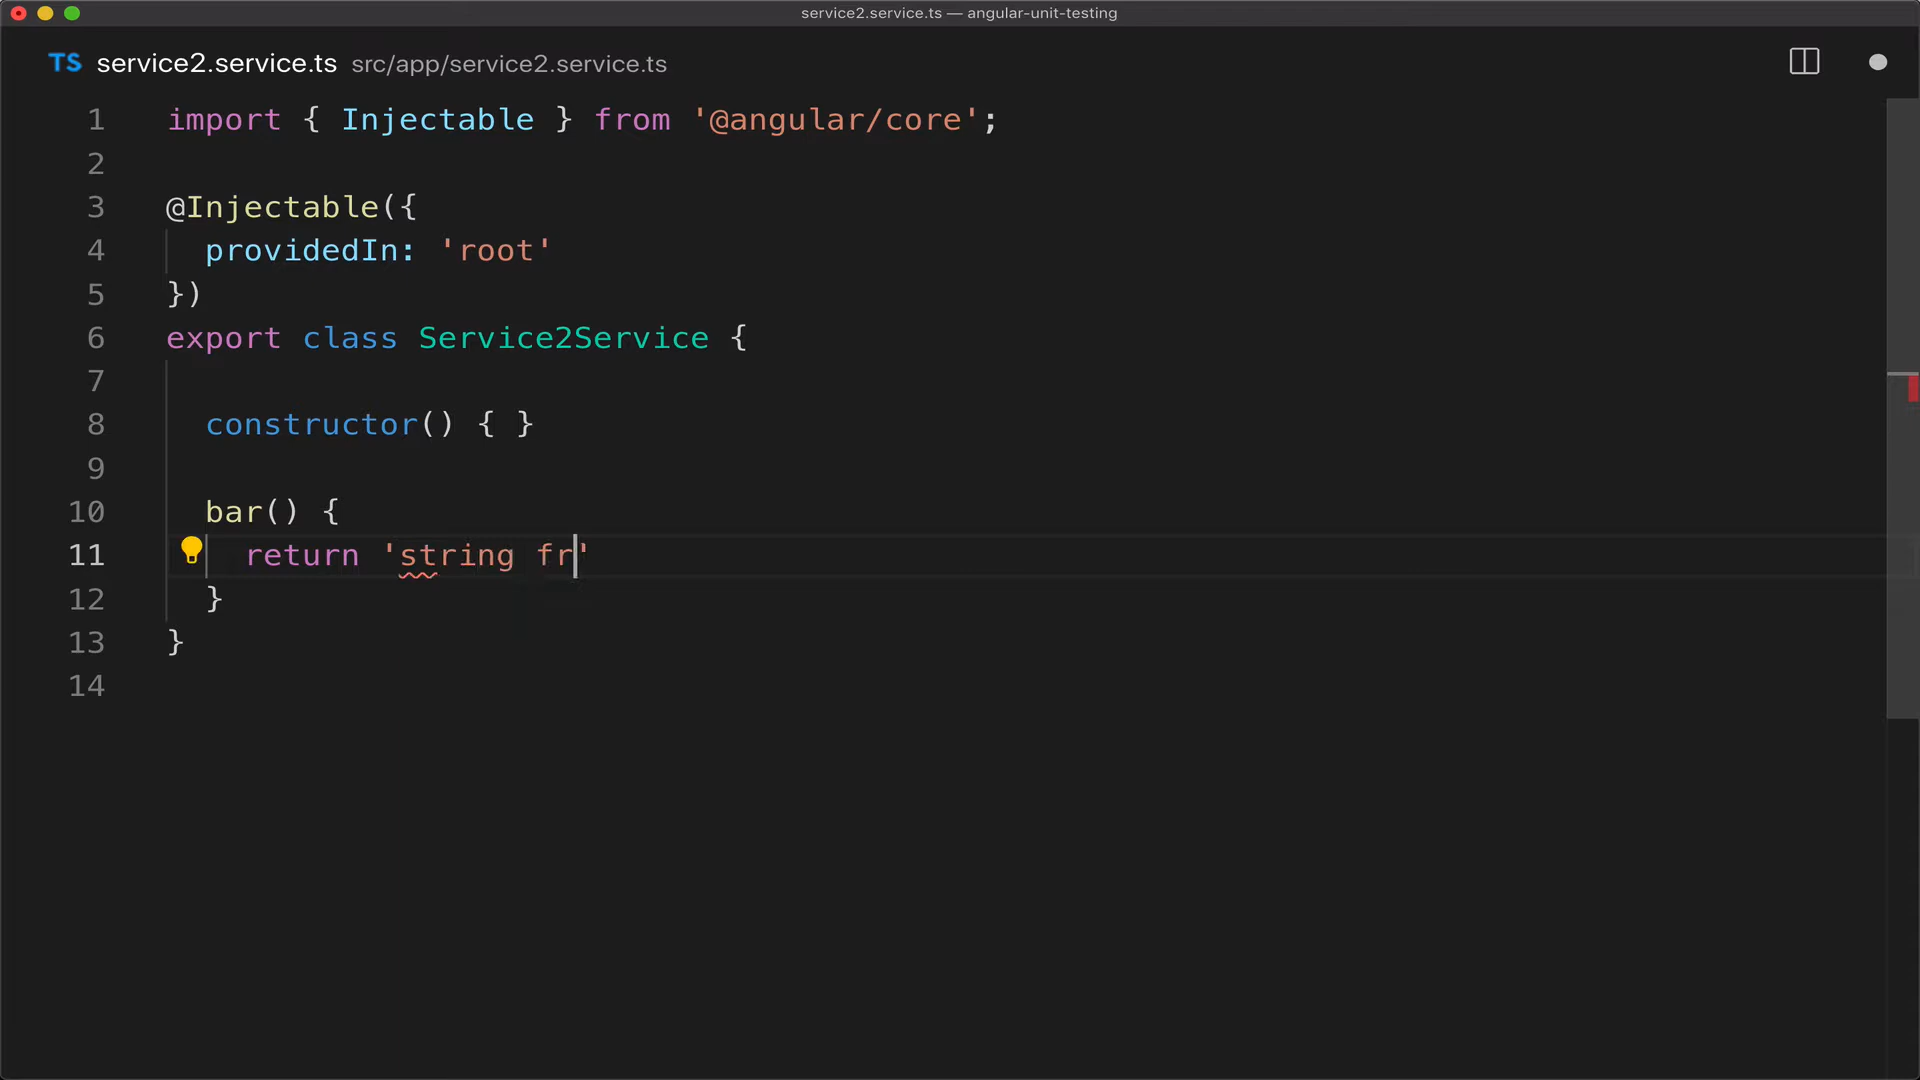 service2.service.ts — angular-unit-testing
TS service2.service.ts src/app/service2.service.ts
1 import { Injectable } from '@angular/core';
2
3 @Injectable({
4 providedIn: 'root'
5 })
6 export class Service2Service {
7
8 constructor() { }
9
10 bar() {
11 return 'string fr'
12 }
13 }
14